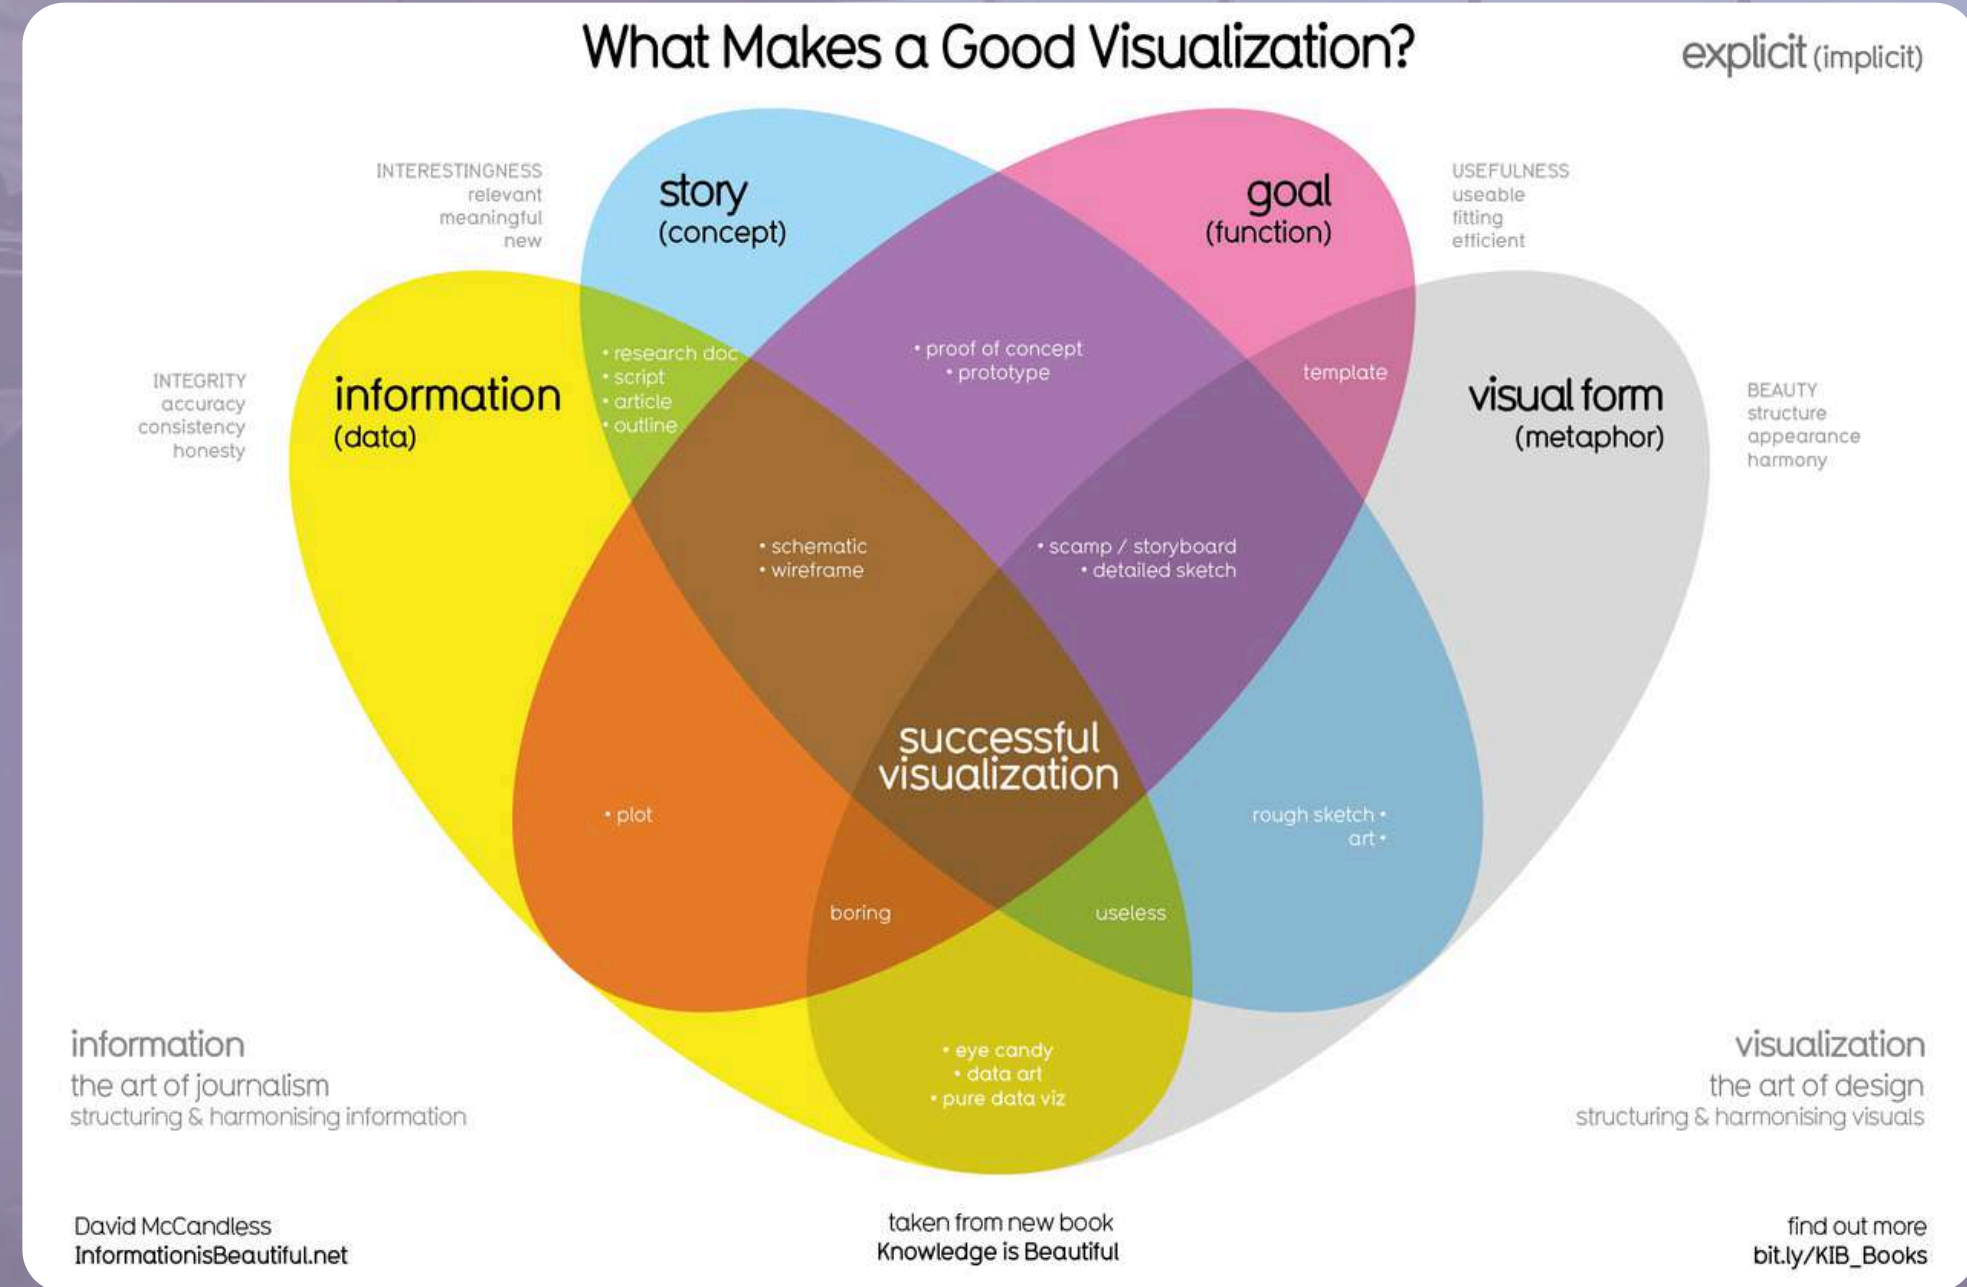 What Makes a Good Visualization?
explicit (implicit)
INTERESTINGNESS
relevant
meaningful
new
story
(concept)
goal
(function)
USEFULNESS
useable
fitting
efficient
INTEGRITY
accuracy
consistency
honesty
information
(data)
• research doc
• script
• article
• outline
• proof of concept
• prototype
template
visual form
(metaphor)
BEAUTY
structure
appearance
harmony
• schematic
• wireframe
• scamp / storyboard
• detailed sketch
successful
visualization
• plot
rough sketch •
art •
boring
useless
• eye candy
• data art
• pure data viz
information
the art of journalism
structuring & harmonising information
visualization
the art of design
structuring & harmonising visuals
David McCandless
InformationisBeautiful.net
taken from new book
Knowledge is Beautiful
find out more
bit.ly/KIB_Books